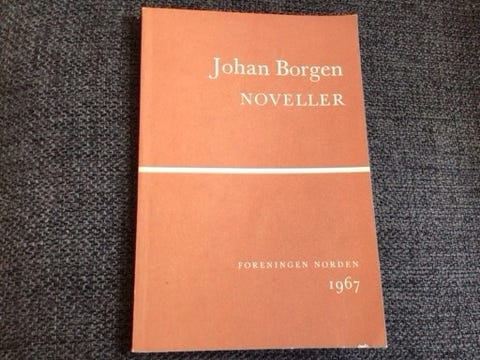 Johan Borgen
NOVELLER
FORENINGEN NORDEN
1967